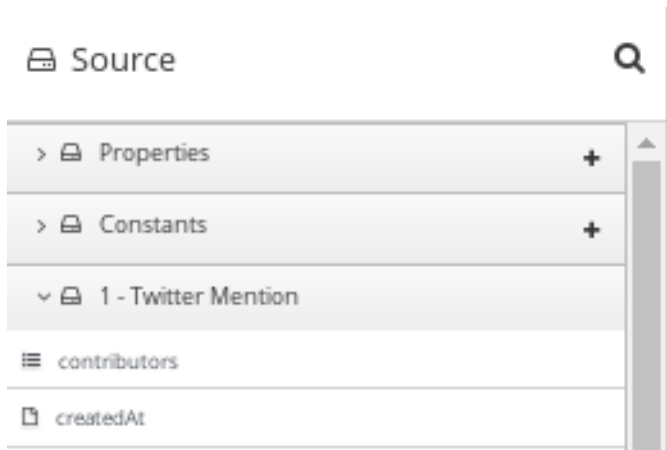 Source
Properties
Constants
1 - Twitter Mention
contributors
createdAt